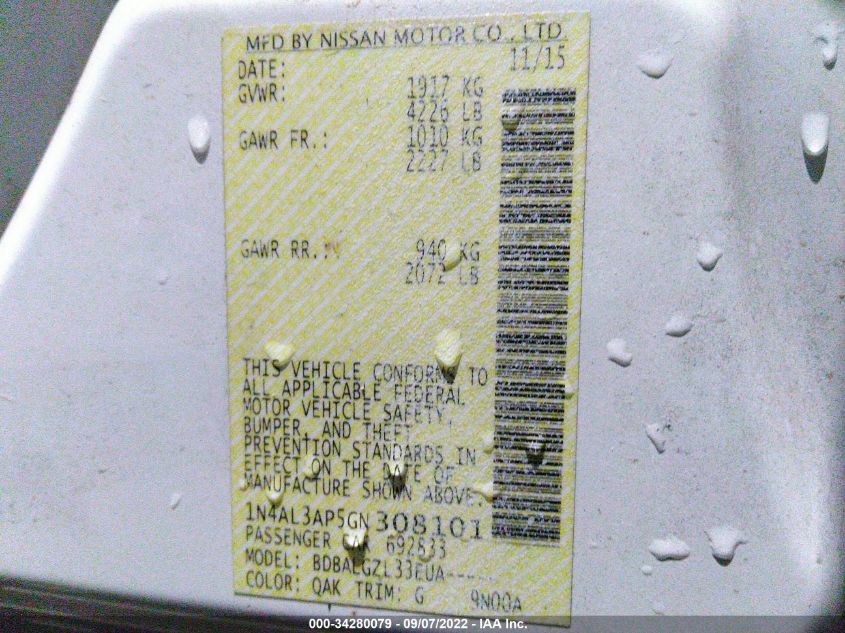 MFD BY NISSAN MOTOR CO., LTD.
DATE: 11/15
GVWR: 1917 KG
4226 LB
GAWR FR.: 1010 KG
2227 LB
GAWR RR.: 940 KG
2072 LB
THIS VEHICLE CONFORMS TO
ALL APPLICABLE FEDERAL
MOTOR VEHICLE SAFETY,
BUMPER, AND THEFT
PREVENTION STANDARDS IN
EFFECT ON THE DATE OF
MANUFACTURE SHOWN ABOVE.
1N4AL3AP5GN308101
PASSENGER CAR 692833
MODEL: BDBALGZL33EUA-----
COLOR: QAK TRIM: G 9N00A
000-34280079 - 09/07/2022 - IAA Inc.